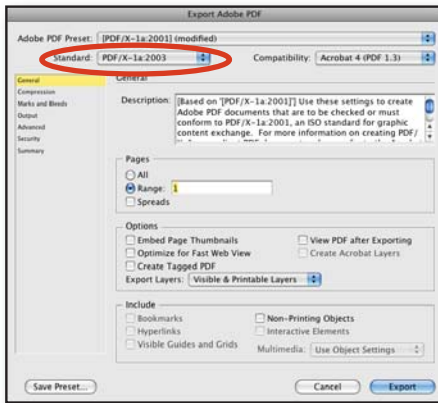 Export Adobe PDF
Adobe PDF Preset: [PDF/X-1a:2001] (modified)
Standard: PDF/X-1a:2003 Compatibility: Acrobat 4 (PDF 1.3)
General
Compression
Marks and Bleeds
Output
Advanced
Security
Summary
General
Description: [Based on '[PDF/X-1a:2001]'] Use these settings to create
Adobe PDF documents that are to be checked or must
conform to PDF/X-1a:2001, an ISO standard for graphic
content exchange. For more information on creating PDF/
Pages
All
Range: 1
Spreads
Options
Embed Page Thumbnails View PDF after Exporting
Optimize for Fast Web View Create Acrobat Layers
Create Tagged PDF
Export Layers: Visible & Printable Layers
Include
Bookmarks Non-Printing Objects
Hyperlinks Interactive Elements
Visible Guides and Grids Multimedia: Use Object Settings
Save Preset... Cancel Export